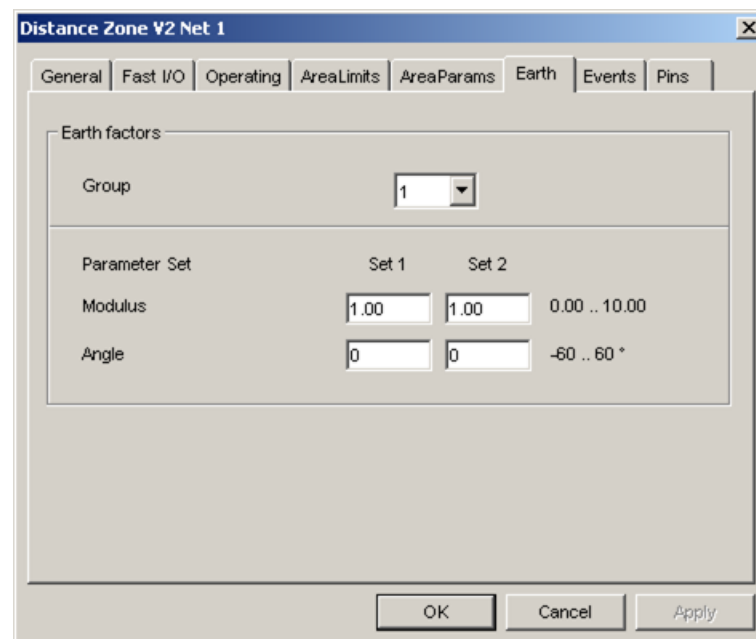 Distance Zone V2 Net 1
General Fast I/O Operating AreaLimits AreaParams Earth Events Pins
Earth factors
Group 1
Parameter Set Set 1 Set 2
Modulus 1.00 1.00 0.00 .. 10.00
Angle 0 0 -60 .. 60 °
OK Cancel Apply